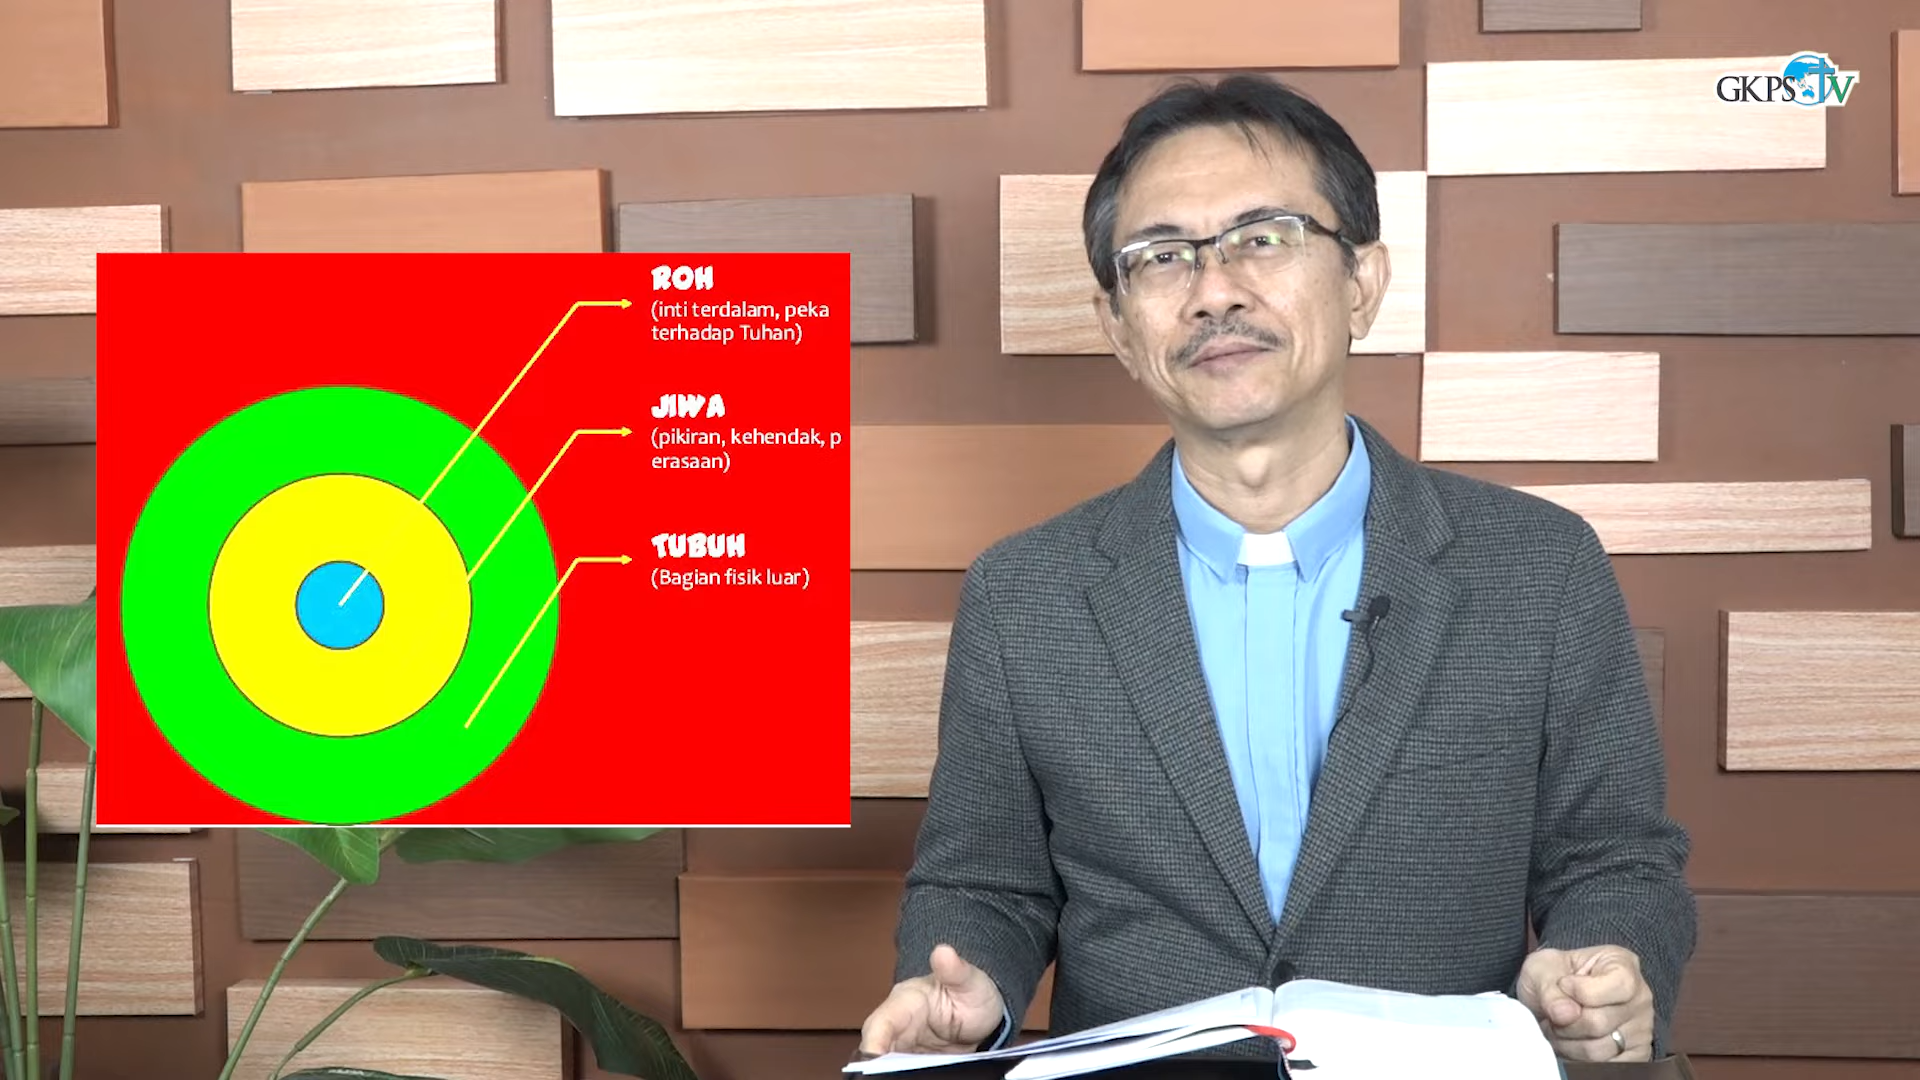 GKPS TV
ROH
(inti terdalam, peka
terhadap Tuhan)
JIWA
(pikiran, kehendak, p
erasaan)
TUBUH
(Bagian fisik luar)